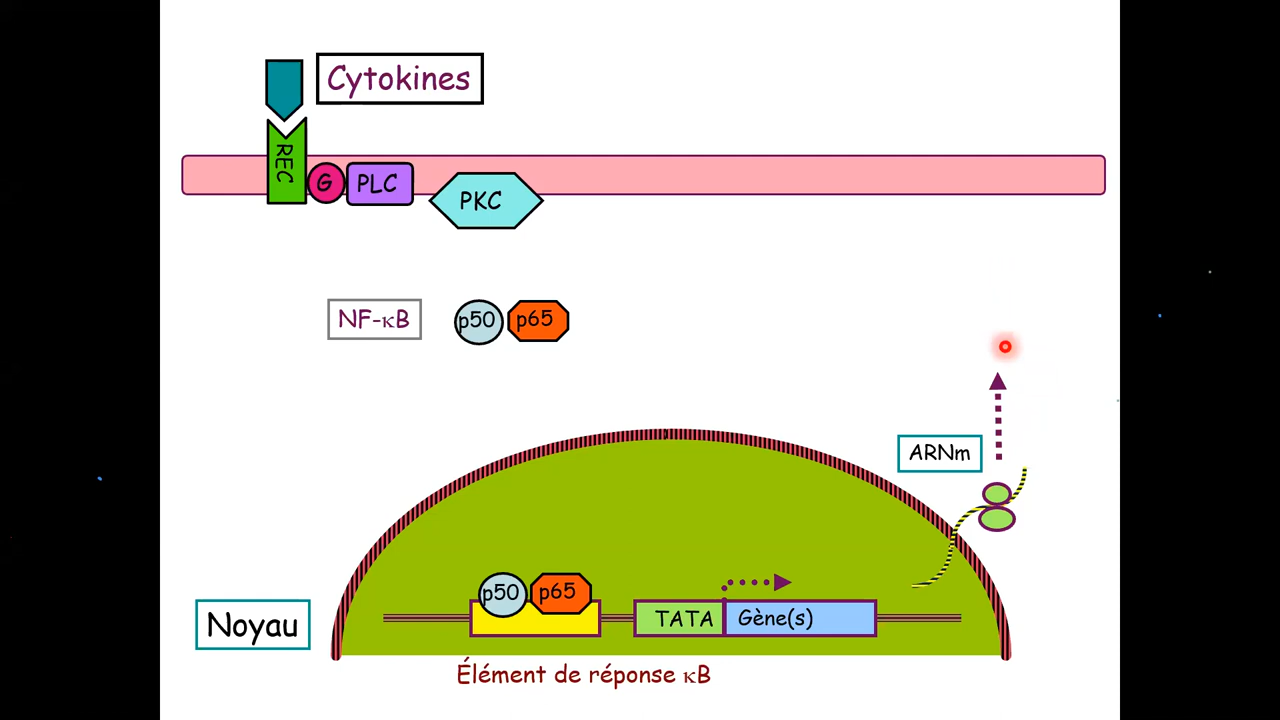 Cytokines
REC
G
PLC
PKC
NF-κB
p50
p65
ARNm
p50
p65
TATA
Gène(s)
Noyau
Élément de réponse κB